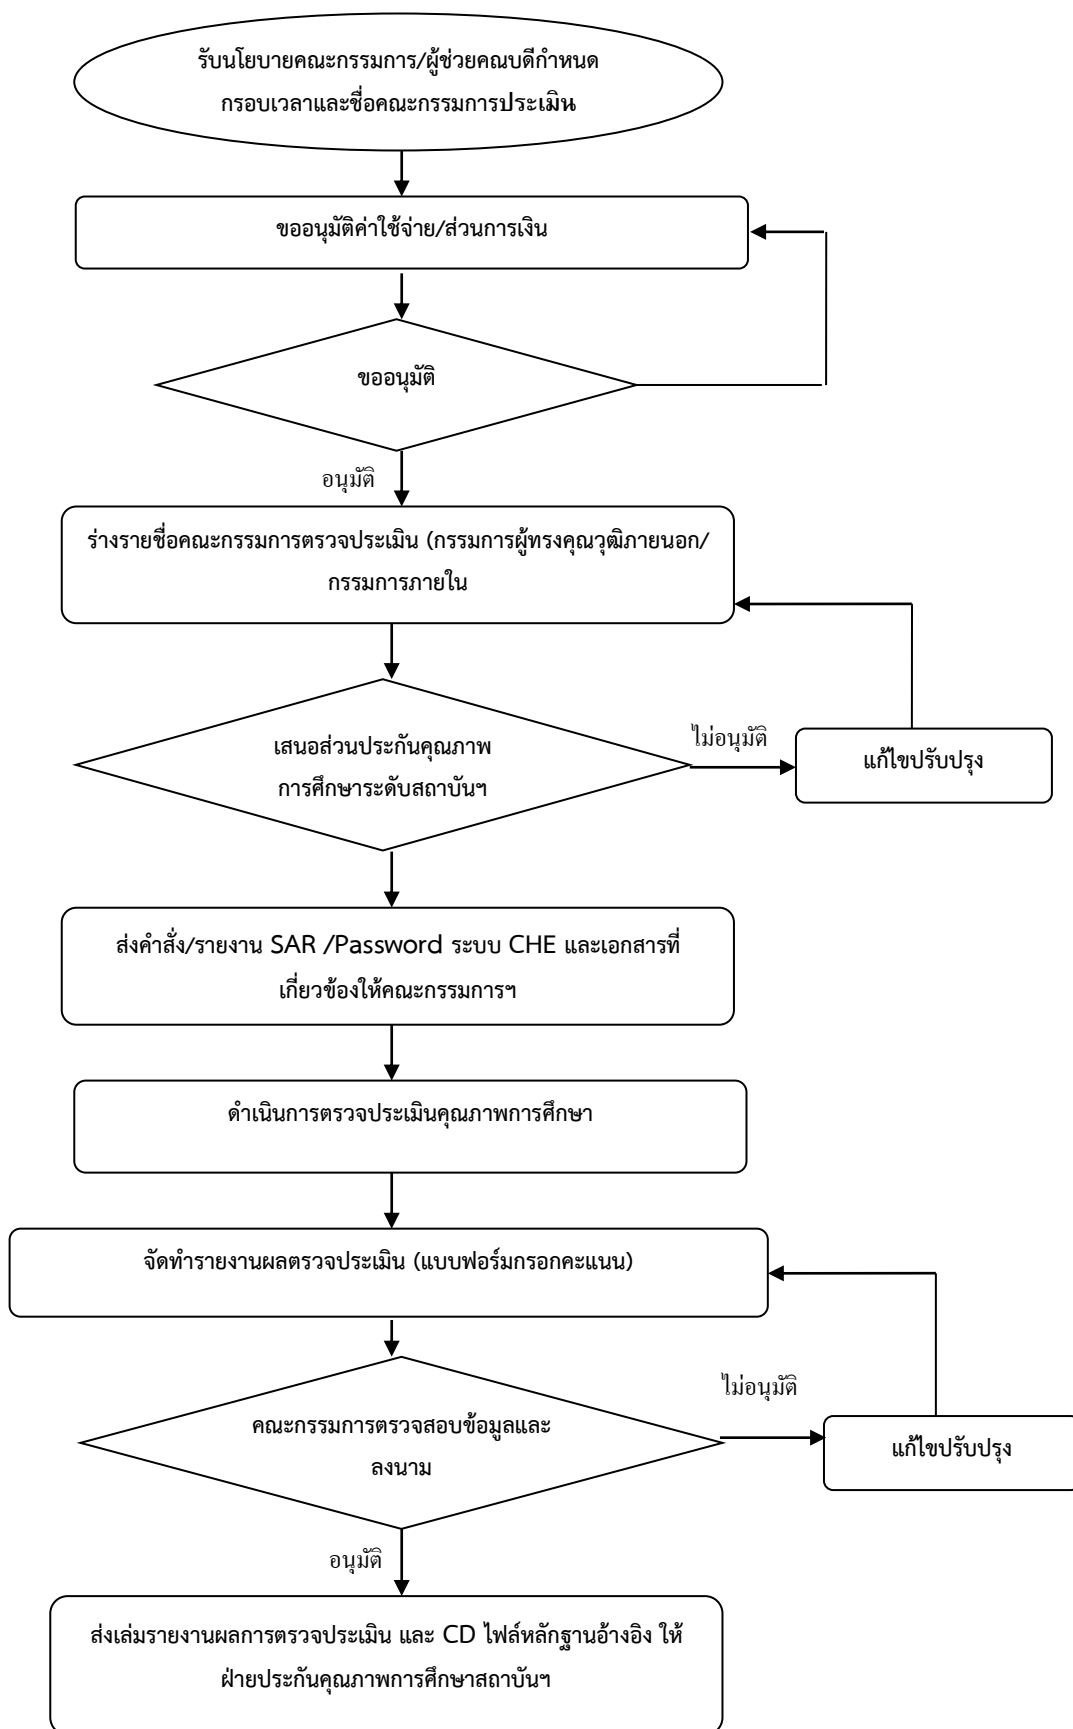 รับนโยบายคณะกรรมการ/ผู้ช่วยคณบดีกำหนด
กรอบเวลาและชื่อคณะกรรมการประเมิน
ขออนุมัติค่าใช้จ่าย/ส่วนการเงิน
ขออนุมัติ
อนุมัติ
ร่างรายชื่อคณะกรรมการตรวจประเมิน (กรรมการผู้ทรงคุณวุฒิภายนอก/
กรรมการภายใน
เสนอส่วนประกันคุณภาพ
การศึกษาระดับสถาบันฯ
ไม่อนุมัติ
แก้ไขปรับปรุง
ส่งคำสั่ง/รายงาน SAR /Password ระบบ CHE และเอกสารที่
เกี่ยวข้องให้คณะกรรมการฯ
ดำเนินการตรวจประเมินคุณภาพการศึกษา
จัดทำรายงานผลตรวจประเมิน (แบบฟอร์มกรอกคะแนน)
คณะกรรมการตรวจสอบข้อมูลและ
ลงนาม
ไม่อนุมัติ
แก้ไขปรับปรุง
อนุมัติ
ส่งเล่มรายงานผลการตรวจประเมิน และ CD ไฟล์หลักฐานอ้างอิง ให้
ฝ่ายประกันคุณภาพการศึกษาสถาบันฯ